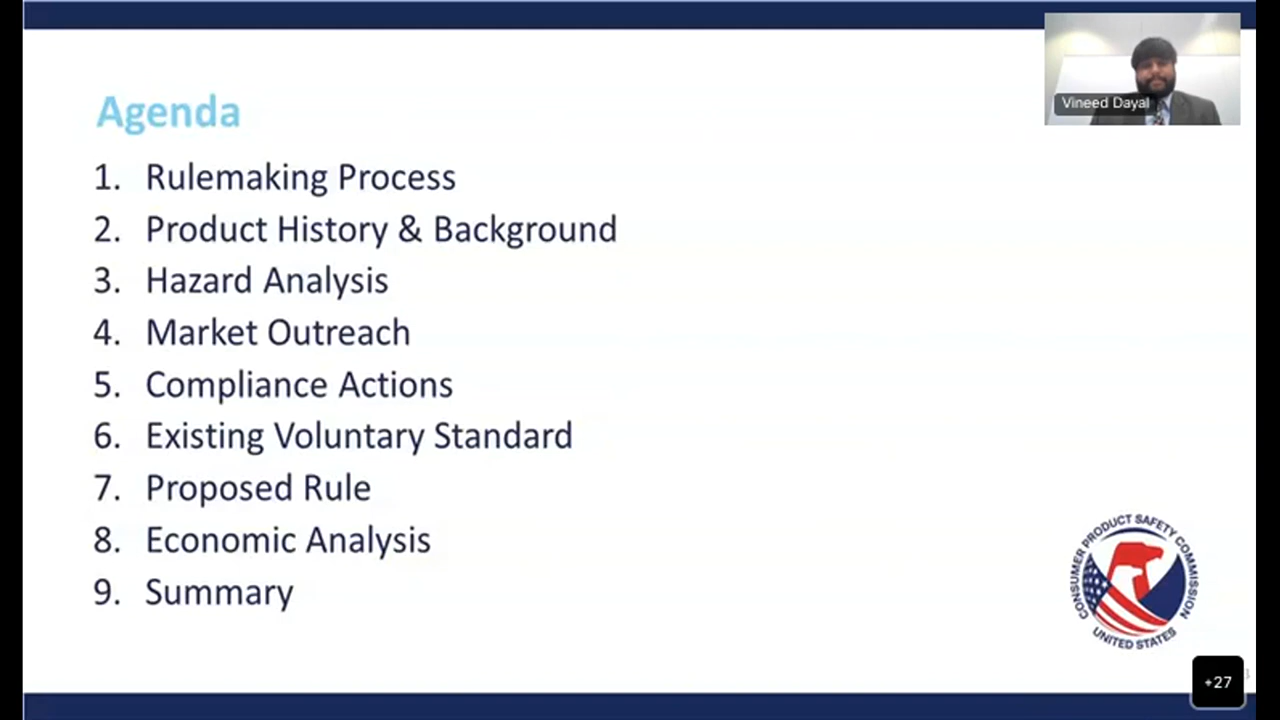 Vineed Dayal
Agenda
1. Rulemaking Process
2. Product History & Background
3. Hazard Analysis
4. Market Outreach
5. Compliance Actions
6. Existing Voluntary Standard
7. Proposed Rule
8. Economic Analysis
9. Summary
CONSUMER PRODUCT SAFETY COMMISSION
UNITED STATES
+27